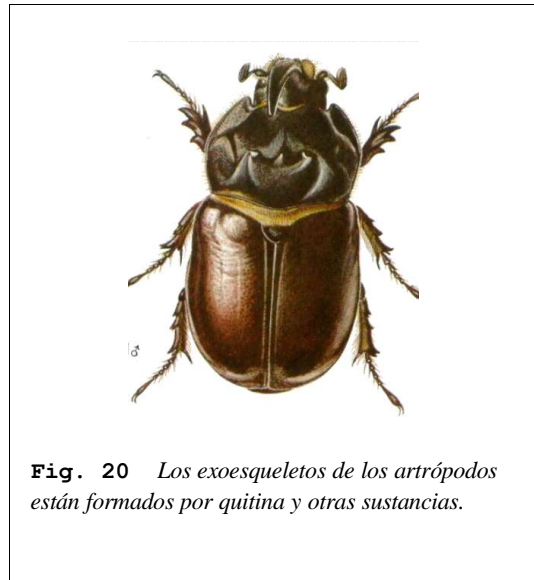 ♂
Fig. 20 Los exoesqueletos de los artrópodos
están formados por quitina y otras sustancias.